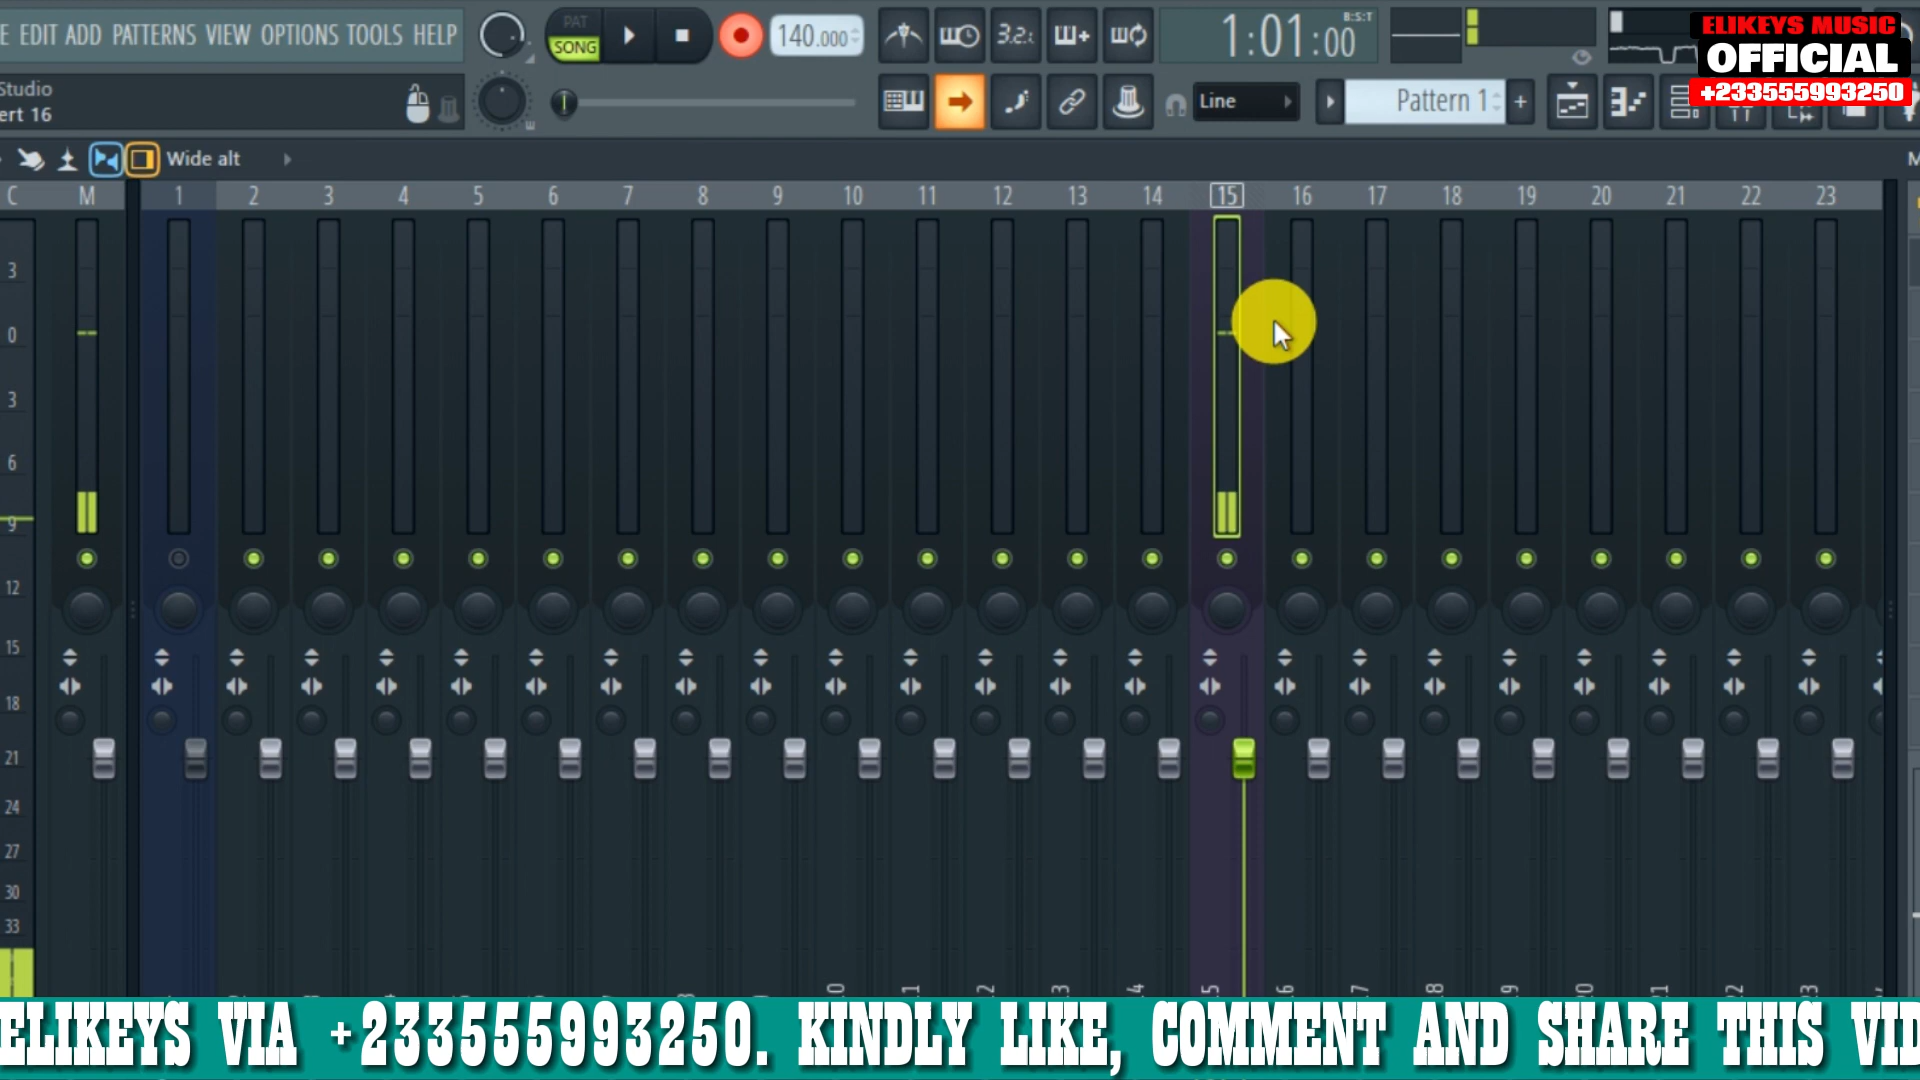 E EDIT ADD PATTERNS VIEW OPTIONS TOOLS HELP
PAT
SONG
140.000
3.2.
1:01:00
B:S:T
ELIKEYS MUSIC
OFFICIAL
+233555993250
Studio
ert 16
Line
Pattern 1
+
Wide alt
M
C M 1 2 3 4 5 6 7 8 9 10 11 12 13 14 15 16 17 18 19 20 21 22 23
3
0
3
6
9
12
15
18
21
24
27
30
33
ELIKEYS VIA +233555993250. KINDLY LIKE, COMMENT AND SHARE THIS VID